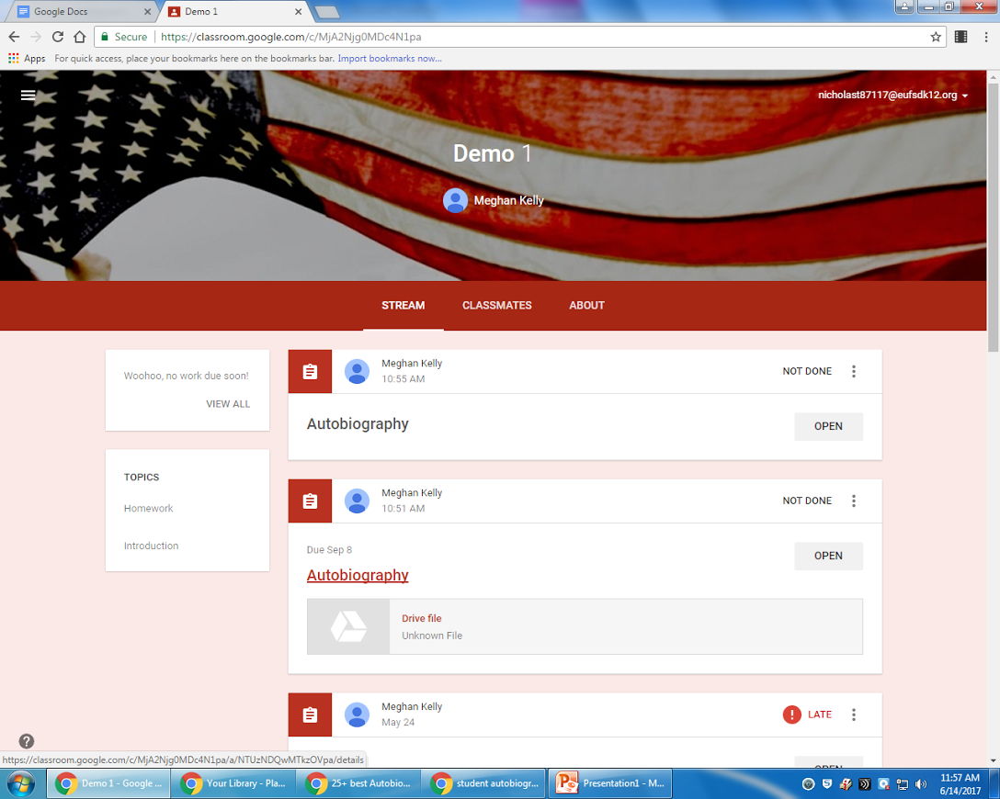 Google Docs
Demo 1
Secure https://classroom.google.com/c/MjA2Njg0MDc4N1pa
Apps For quick access, place your bookmarks here on the bookmarks bar. Import bookmarks now...
nicholast87117@eufsdk12.org
Demo 1
Meghan Kelly
STREAM CLASSMATES ABOUT
Woohoo, no work due soon!
VIEW ALL
TOPICS
Homework
Introduction
Meghan Kelly
10:55 AM
NOT DONE
Autobiography
OPEN
Meghan Kelly
10:51 AM
NOT DONE
Due Sep 8
OPEN
Autobiography
Drive file
Unknown File
Meghan Kelly
May 24
LATE
OPEN
https://classroom.google.com/c/MjA2Njg0MDc4N1pa/a/NTUzNDQwMTkzOVpa/details
Demo 1 - Google ...
Your Library - Pla...
25+ best Autobio...
student autobiogr...
Presentation1 - M...
11:57 AM
6/14/2017